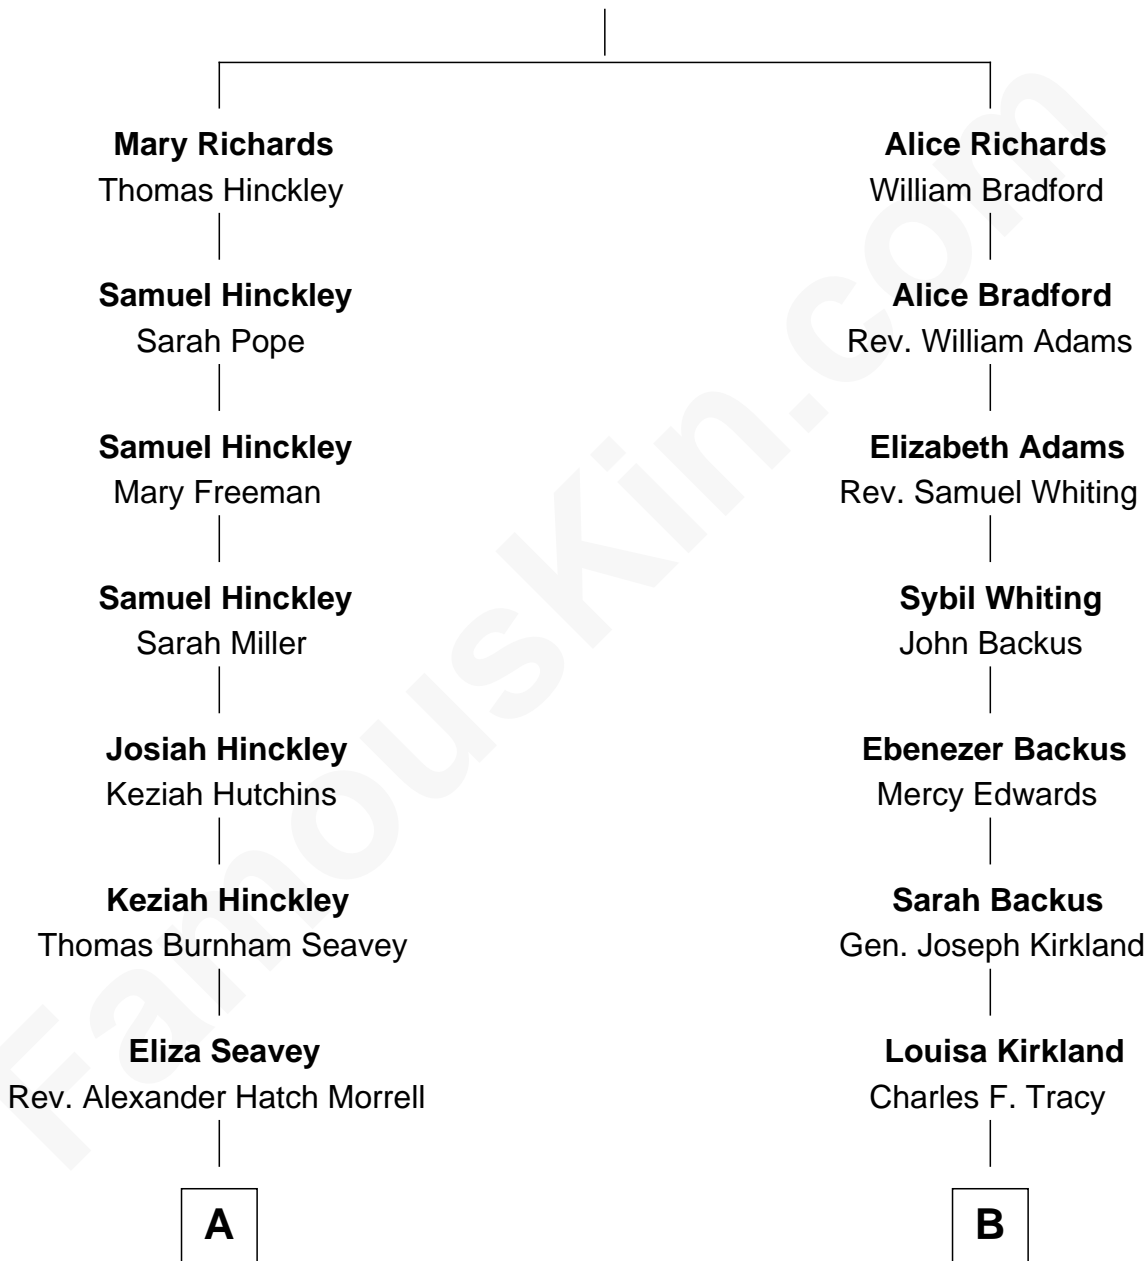 Mary Richards
Thomas Hinckley
Samuel Hinckley
Sarah Pope
Samuel Hinckley
Mary Freeman
Samuel Hinckley
Sarah Miller
Josiah Hinckley
Keziah Hutchins
Keziah Hinckley
Thomas Burnham Seavey
Eliza Seavey
Rev. Alexander Hatch Morrell
A
Alice Richards
William Bradford
Alice Bradford
Rev. William Adams
Elizabeth Adams
Rev. Samuel Whiting
Sybil Whiting
John Backus
Ebenezer Backus
Mercy Edwards
Sarah Backus
Gen. Joseph Kirkland
Louisa Kirkland
Charles F. Tracy
B
FamousKin.com